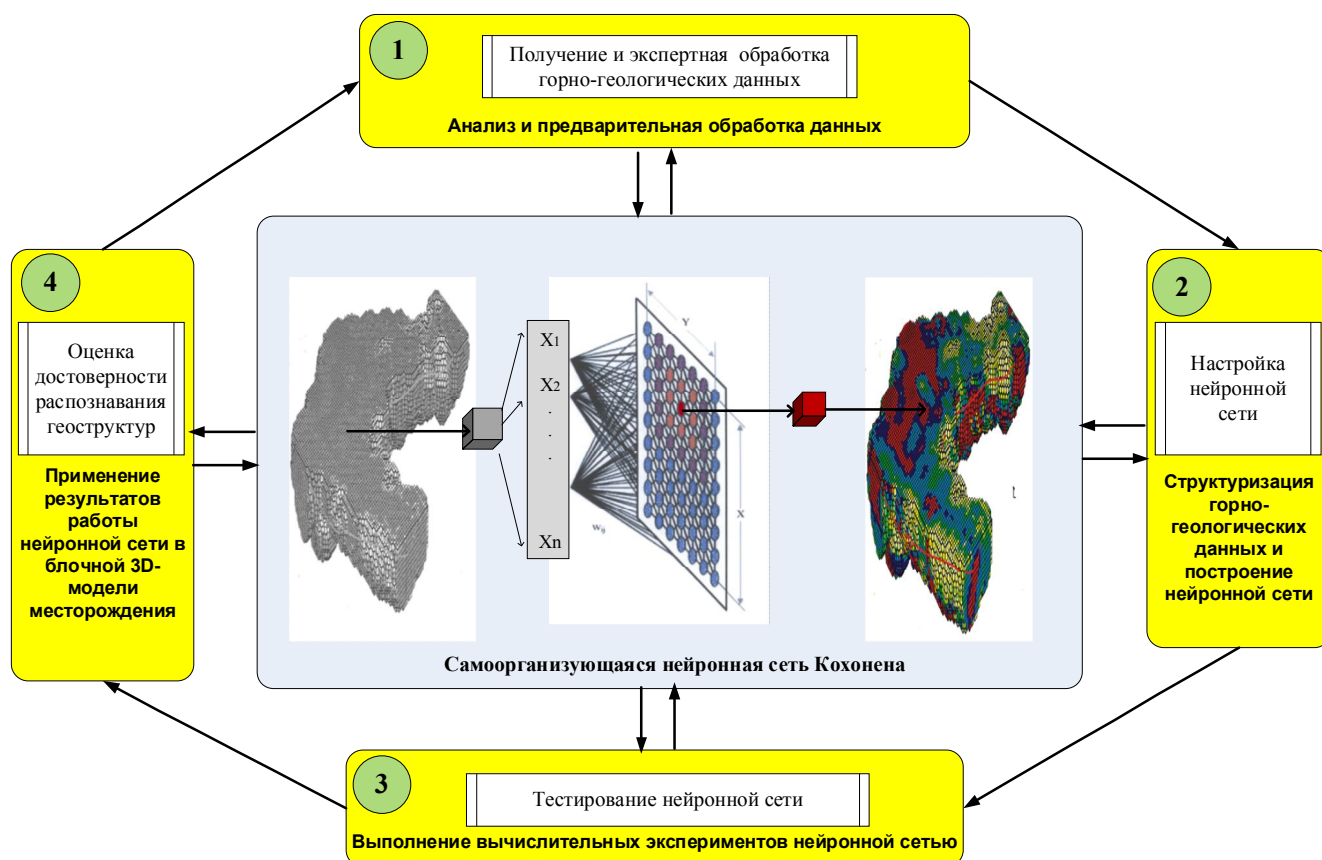 1
Получение и экспертная обработка
горно-геологических данных
Анализ и предварительная обработка данных
4
Оценка
достоверности
распознавания
геоструктур
Применение
результатов
работы
нейронной сети в
блочной 3D-
модели
месторождения
X1
X2
.
.
.
Xn
wij
Y
X
t
Самоорганизующаяся нейронная сеть Кохонена
2
Настройка
нейронной
сети
Структуризация
горно-
геологических
данных и
построение
нейронной сети
3
Тестирование нейронной сети
Выполнение вычислительных экспериментов нейронной сетью